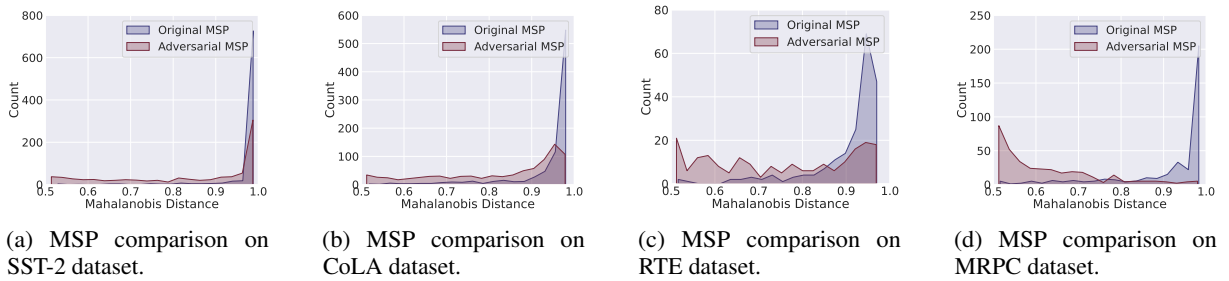 800
600
400
200
0
Count
0.5 0.6 0.7 0.8 0.9 1.0
Mahalanobis Distance
Original MSP
Adversarial MSP
(a) MSP comparison on
SST-2 dataset.
600
500
400
300
200
100
0
Count
0.5 0.6 0.7 0.8 0.9 1.0
Mahalanobis Distance
Original MSP
Adversarial MSP
(b) MSP comparison on
CoLA dataset.
80
60
40
20
0
Count
0.5 0.6 0.7 0.8 0.9 1.0
Mahalanobis Distance
Original MSP
Adversarial MSP
(c) MSP comparison on
RTE dataset.
250
200
150
100
50
0
Count
0.5 0.6 0.7 0.8 0.9 1.0
Mahalanobis Distance
Original MSP
Adversarial MSP
(d) MSP comparison on
MRPC dataset.